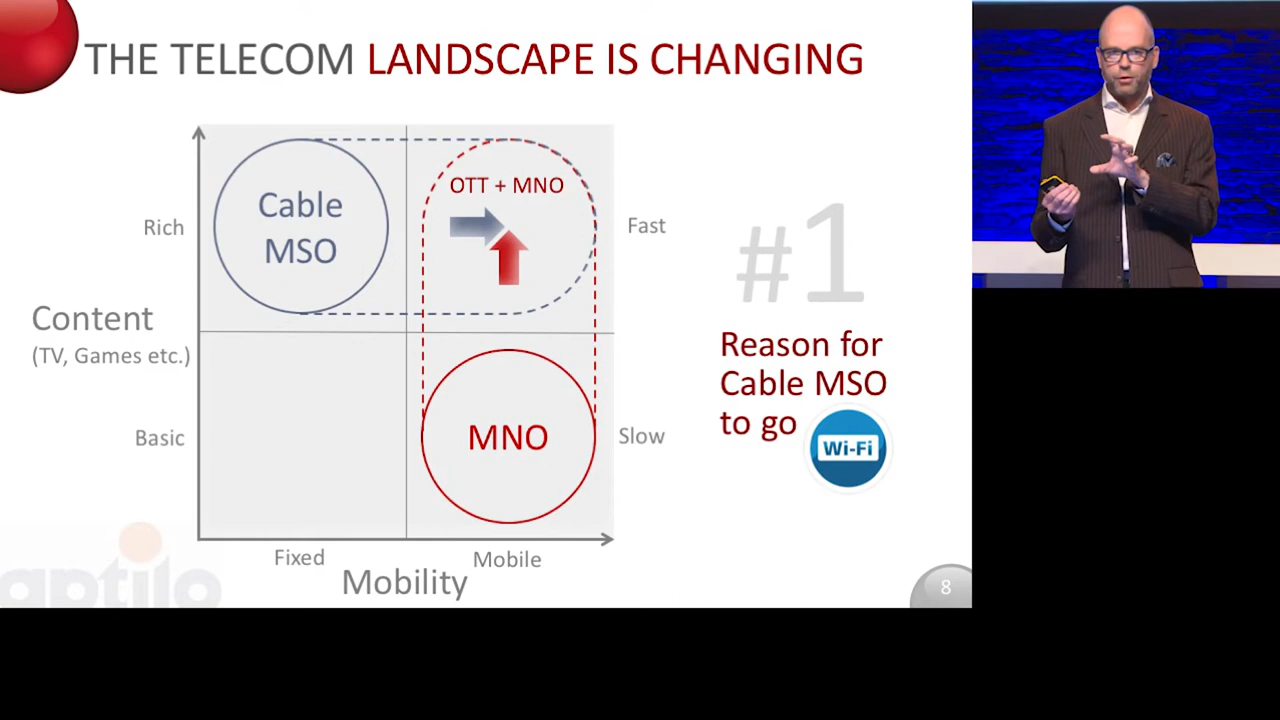 THE TELECOM LANDSCAPE IS CHANGING
Cable
MSO
OTT + MNO
Rich
Fast
#1
Content
(TV, Games etc.)
Reason for
Cable MSO
to go
Wi-Fi
Basic
MNO
Slow
Fixed
Mobile
Mobility
aptilo
8